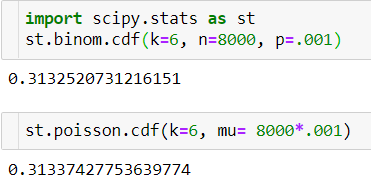 import scipy.stats as st
st.binom.cdf(k=6, n=8000, p=.001)
0.3132520731216151
st.poisson.cdf(k=6, mu= 8000*.001)
0.31337427753639774